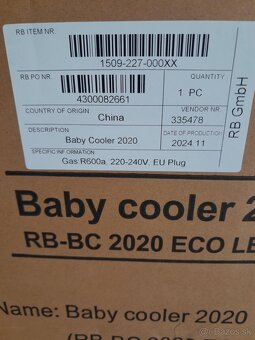 RB ITEM NR.
1509-227-000XX
RB PO NR.
4300082661
QUANTITY
1 PC
RB GmbH
COUNTRY OF ORIGIN
China
VENDOR NR
335478
DESCRIPTION
Baby Cooler 2020
DATE OF PRODUCTION
2024.11
SPECIFIC INFORMATION
Gas:R600a, 220-240V, EU Plug
Baby cooler 2
RB-BC 2020 ECO LE
Name: Baby cooler 2020
bazos.sk